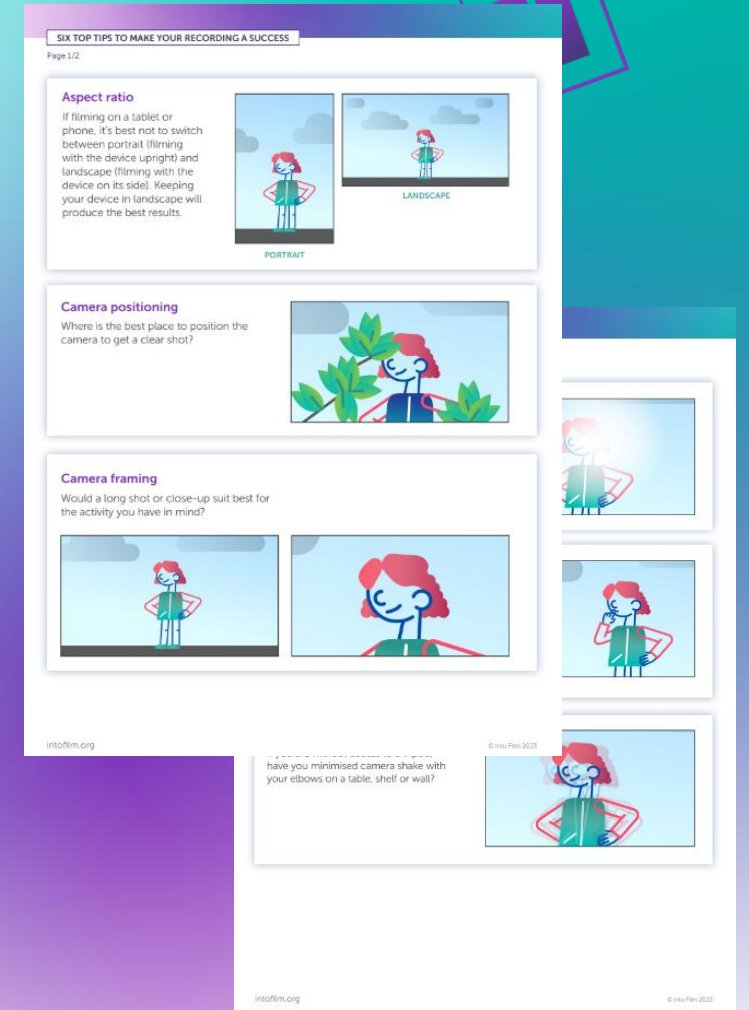 SIX TOP TIPS TO MAKE YOUR RECORDING A SUCCESS
Page 1/2
Aspect ratio
If filming on a tablet or
phone, it's best not to switch
between portrait (filming
with the device upright) and
landscape (filming with the
device on its side). Keeping
your device in landscape will
produce the best results.
PORTRAIT
LANDSCAPE
Camera positioning
Where is the best place to position the
camera to get a clear shot?
Camera framing
Would a long shot or close-up suit best for
the activity you have in mind?
intofilm.org
© Into Film 2023
have you minimised camera shake with
your elbows on a table, shelf or wall?
intofilm.org
© Into Film 2023